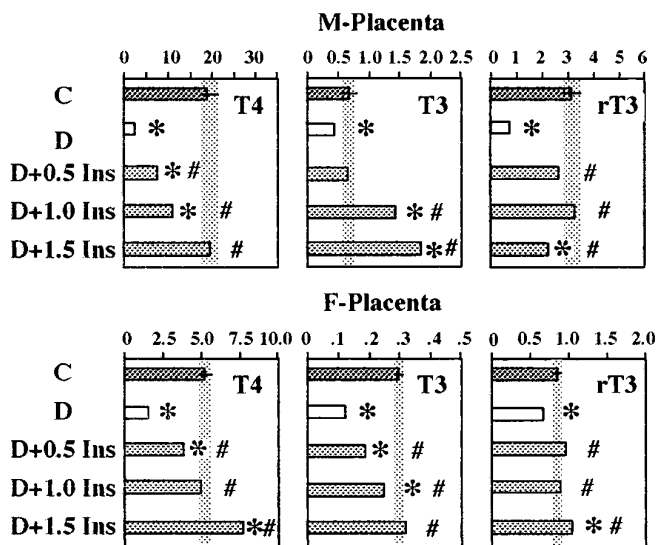 M-Placenta
0 10 20 30 0 0.5 1.0 1.5 2.0 2.5 0 1 2 3 4 5 6
C T4 T3 rT3
D * * *
D+0.5 Ins * # #
D+1.0 Ins * # * # #
D+1.5 Ins # * # * #
F-Placenta
0 2.5 5.0 7.5 10.0 0 .1 .2 .3 .4 .5 0 0.5 1.0 2.0
C T4 T3 rT3
D * * *
D+0.5 Ins * # * # #
D+1.0 Ins # * # #
D+1.5 Ins * # # * #